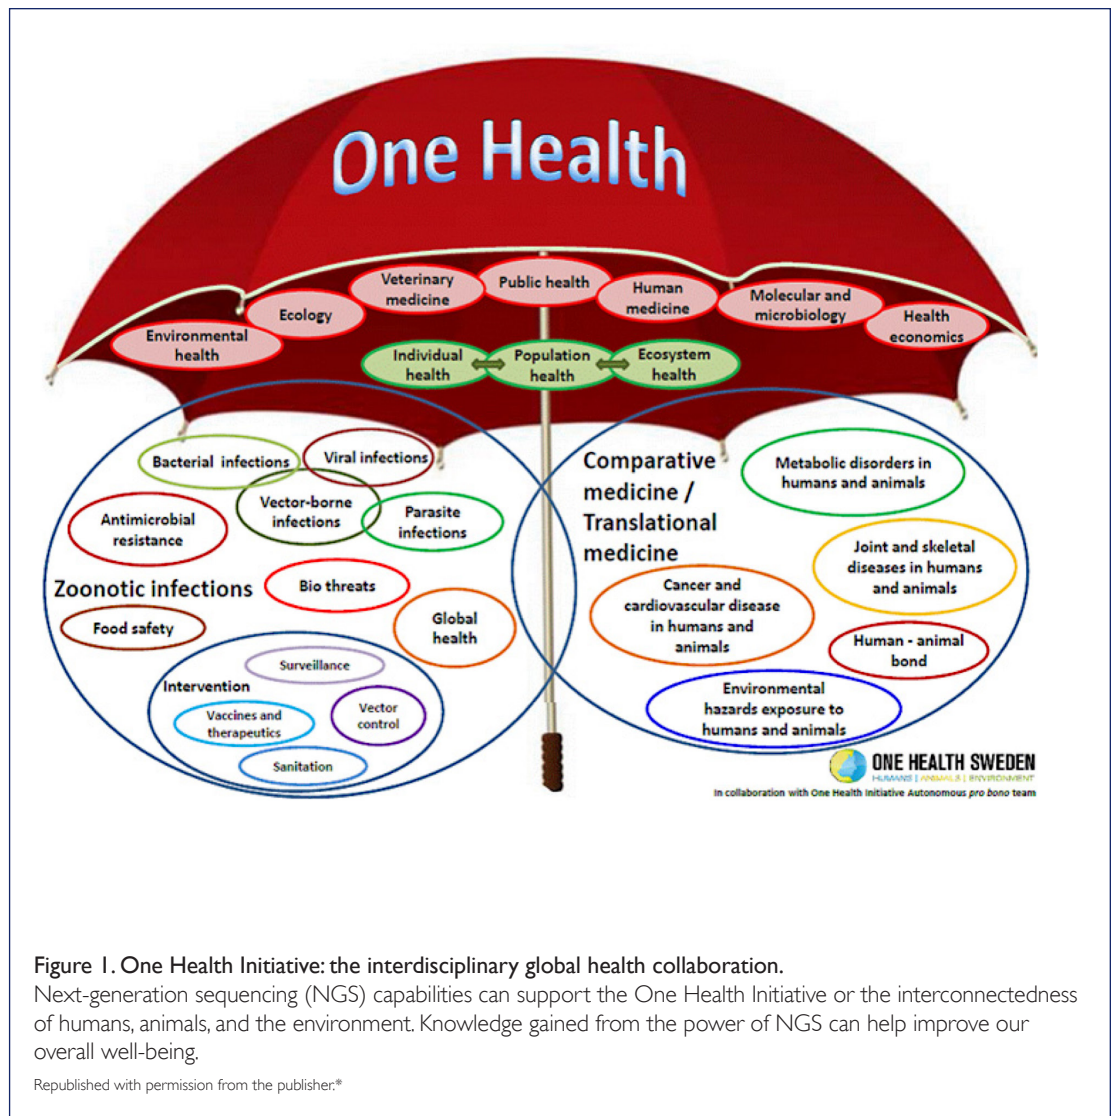 One Health
Public health
Veterinary
medicine
Human
medicine
Ecology
Molecular and
microbiology
Environmental
health
Health
economics
Individual
health
Population
health
Ecosystem
health
Bacterial infections
Viral infections
Vector-borne
infections
Parasite
infections
Antimicrobial
resistance
Zoonotic infections
Bio threats
Food safety
Global
health
Surveillance
Intervention
Vaccines and
therapeutics
Vector
control
Sanitation
Comparative
medicine /
Translational
medicine
Metabolic disorders in
humans and animals
Joint and skeletal
diseases in humans
and animals
Cancer and
cardiovascular disease
in humans and
animals
Human - animal
bond
Environmental
hazards exposure to
humans and animals
ONE HEALTH SWEDEN
HUMANS | ANIMALS | ENVIRONMENT
In collaboration with One Health Initiative Autonomous pro bono team
Figure 1. One Health Initiative: the interdisciplinary global health collaboration.
Next-generation sequencing (NGS) capabilities can support the One Health Initiative or the interconnectedness
of humans, animals, and the environment. Knowledge gained from the power of NGS can help improve our
overall well-being.
Republished with permission from the publisher.*